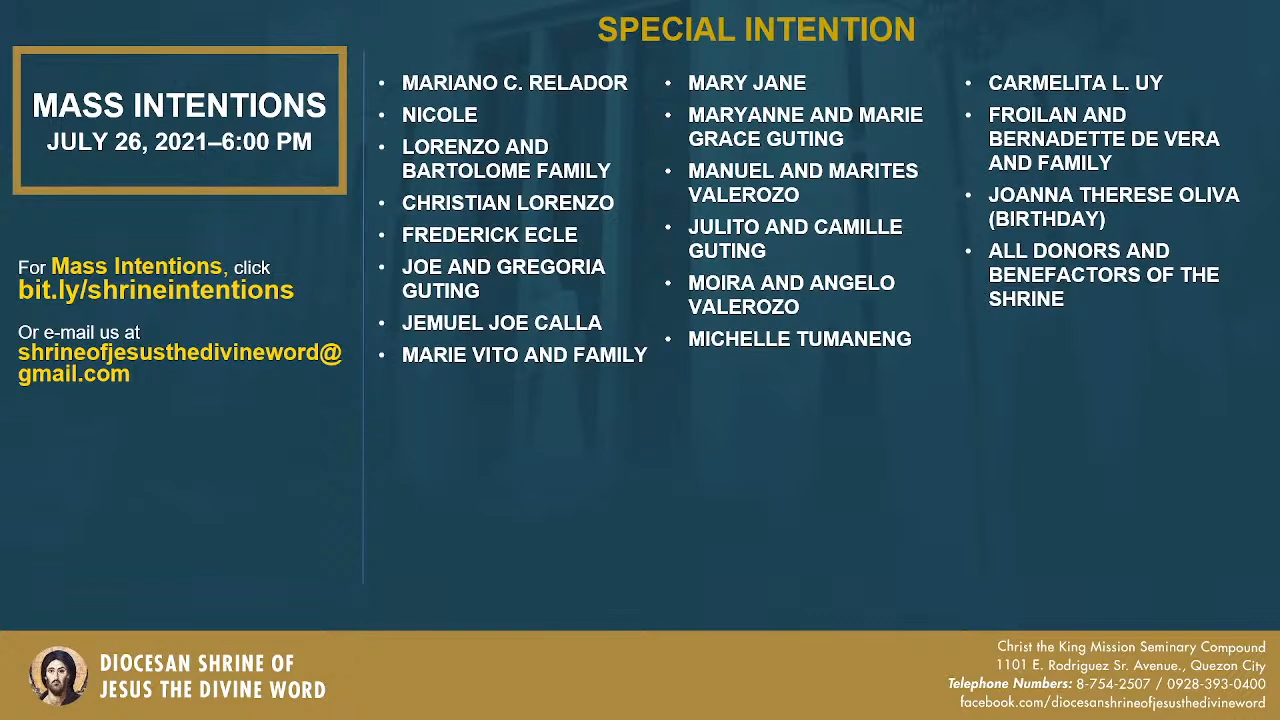 SPECIAL INTENTION
MASS INTENTIONS
JULY 26, 2021–6:00 PM
For Mass Intentions, click
bit.ly/shrineintentions
Or e-mail us at
shrineofjesusthedivineword@
gmail.com
• MARIANO C. RELADOR
• NICOLE
• LORENZO AND
BARTOLOME FAMILY
• CHRISTIAN LORENZO
• FREDERICK ECLE
• JOE AND GREGORIA
GUTING
• JEMUEL JOE CALLA
• MARIE VITO AND FAMILY
• MARY JANE
• MARYANNE AND MARIE
GRACE GUTING
• MANUEL AND MARITES
VALEROZO
• JULITO AND CAMILLE
GUTING
• MOIRA AND ANGELO
VALEROZO
• MICHELLE TUMANENG
• CARMELITA L. UY
• FROILAN AND
BERNADETTE DE VERA
AND FAMILY
• JOANNA THERESE OLIVA
(BIRTHDAY)
• ALL DONORS AND
BENEFACTORS OF THE
SHRINE
DIOCESAN SHRINE OF
JESUS THE DIVINE WORD
Christ the King Mission Seminary Compound
1101 E. Rodriguez Sr. Avenue., Quezon City
Telephone Numbers: 8-754-2507 / 0928-393-0400
facebook.com/diocesanshrineofjesusthedivineword